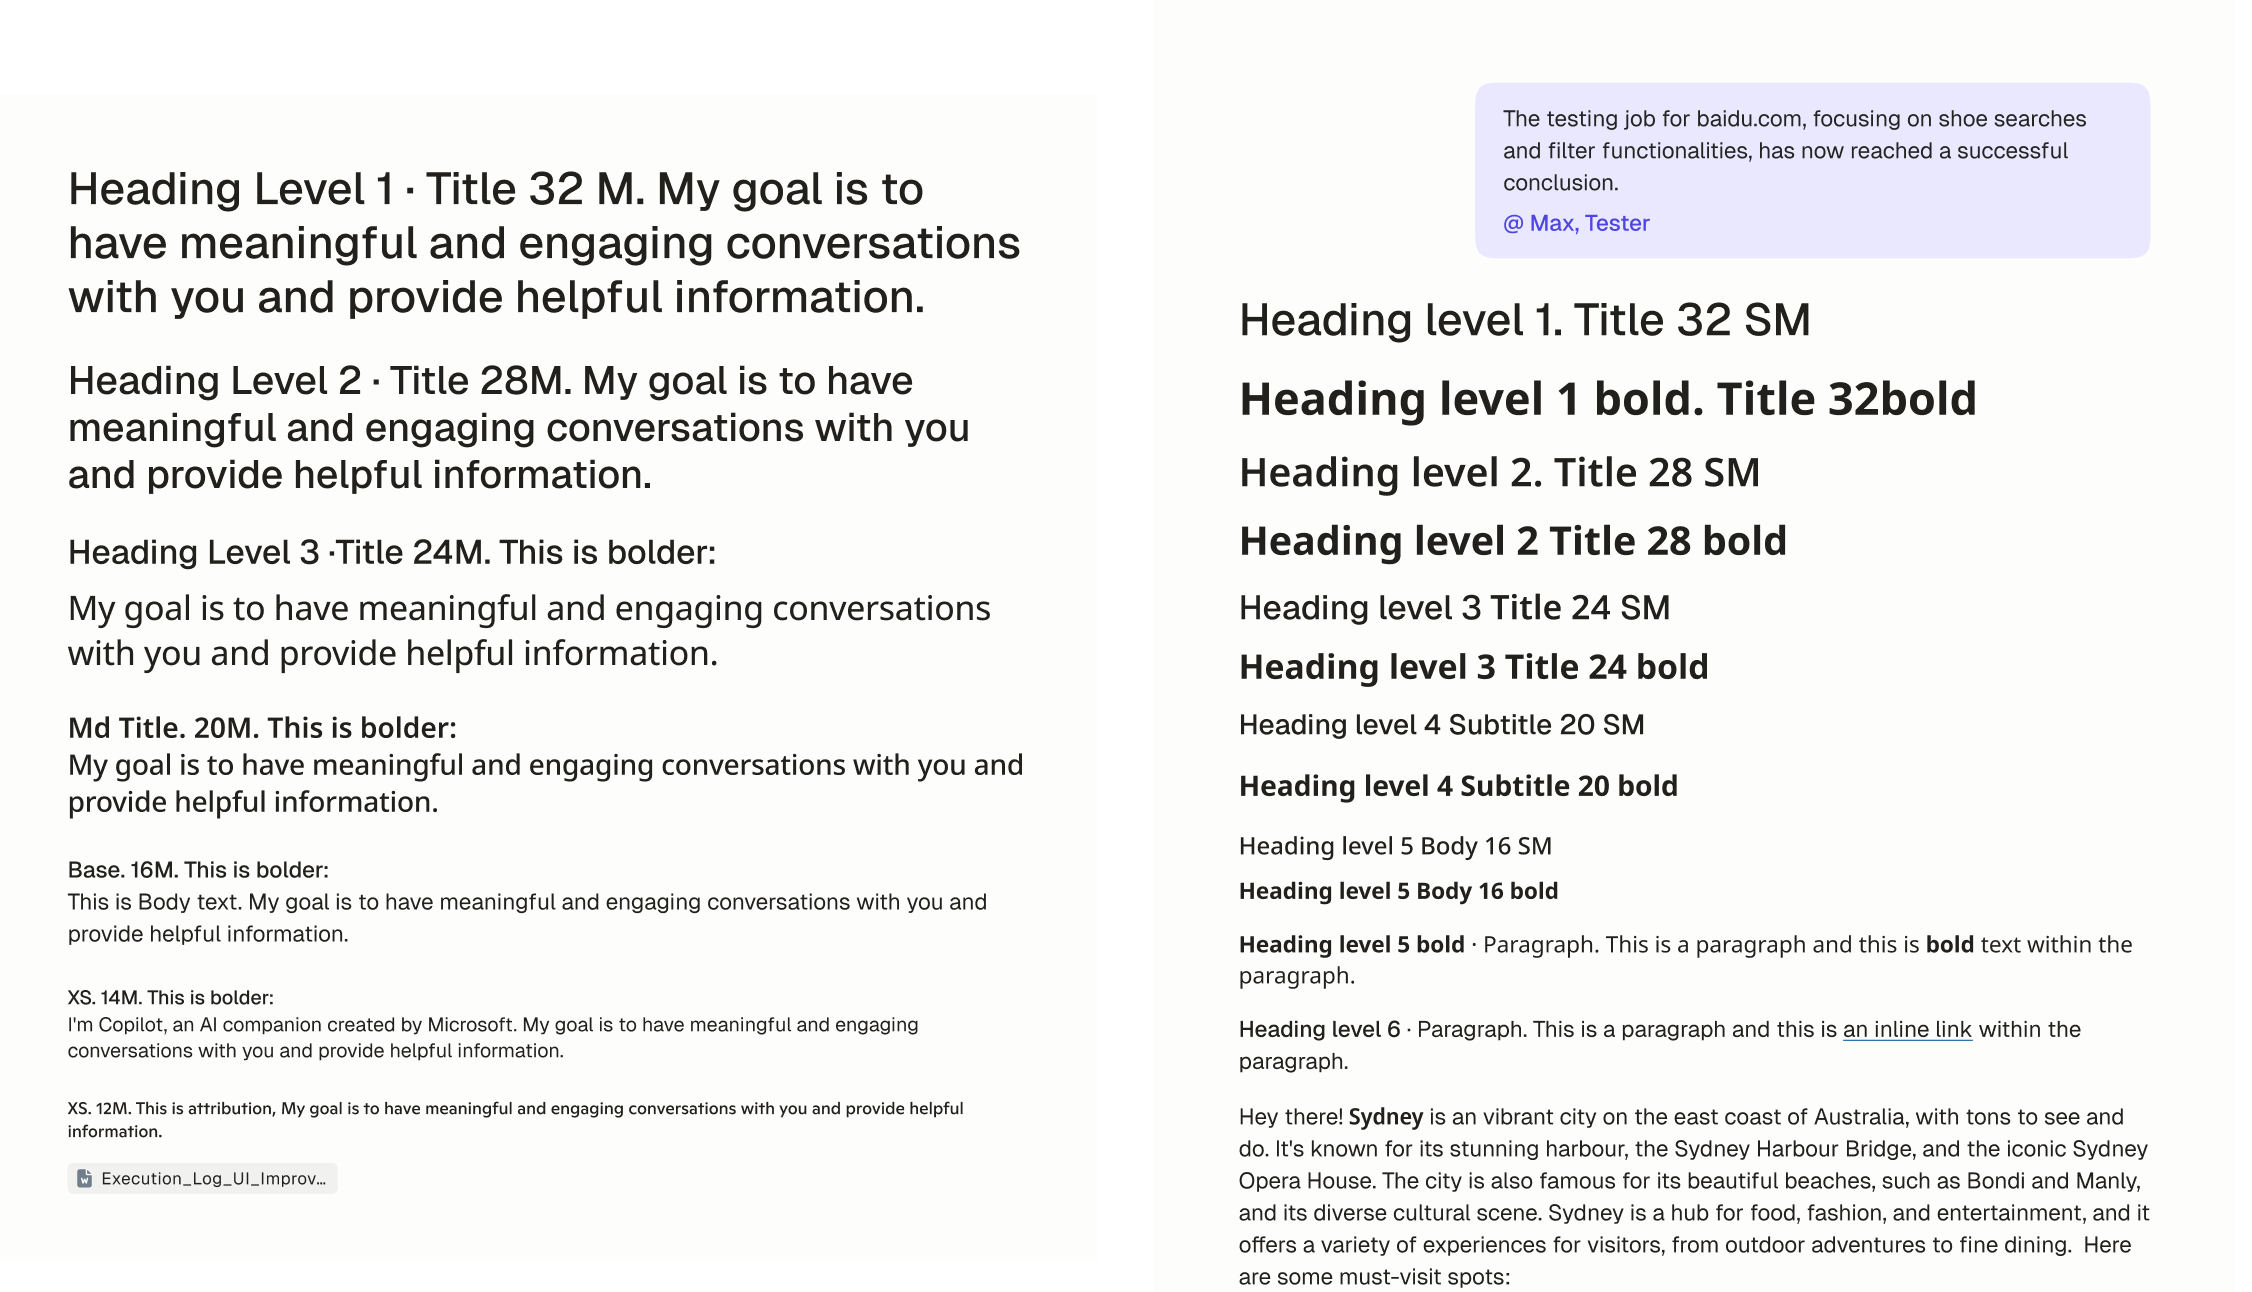 Heading Level 1 · Title 32 M. My goal is to
have meaningful and engaging conversations
with you and provide helpful information.
Heading Level 2 · Title 28M. My goal is to have
meaningful and engaging conversations with you
and provide helpful information.
Heading Level 3 ·Title 24M. This is bolder:
My goal is to have meaningful and engaging conversations
with you and provide helpful information.
Md Title. 20M. This is bolder:
My goal is to have meaningful and engaging conversations with you and
provide helpful information.
Base. 16M. This is bolder:
This is Body text. My goal is to have meaningful and engaging conversations with you and
provide helpful information.
XS. 14M. This is bolder:
I'm Copilot, an AI companion created by Microsoft. My goal is to have meaningful and engaging
conversations with you and provide helpful information.
XS. 12M. This is attribution, My goal is to have meaningful and engaging conversations with you and provide helpful
information.
Execution_Log_UI_Improv...
The testing job for baidu.com, focusing on shoe searches
and filter functionalities, has now reached a successful
conclusion.
@ Max, Tester
Heading level 1. Title 32 SM
Heading level 1 bold. Title 32bold
Heading level 2. Title 28 SM
Heading level 2 Title 28 bold
Heading level 3 Title 24 SM
Heading level 3 Title 24 bold
Heading level 4 Subtitle 20 SM
Heading level 4 Subtitle 20 bold
Heading level 5 Body 16 SM
Heading level 5 Body 16 bold
Heading level 5 bold · Paragraph. This is a paragraph and this is bold text within the
paragraph.
Heading level 6 · Paragraph. This is a paragraph and this is an inline link within the
paragraph.
Hey there! Sydney is an vibrant city on the east coast of Australia, with tons to see and
do. It's known for its stunning harbour, the Sydney Harbour Bridge, and the iconic Sydney
Opera House. The city is also famous for its beautiful beaches, such as Bondi and Manly,
and its diverse cultural scene. Sydney is a hub for food, fashion, and entertainment, and it
offers a variety of experiences for visitors, from outdoor adventures to fine dining.  Here
are some must-visit spots: